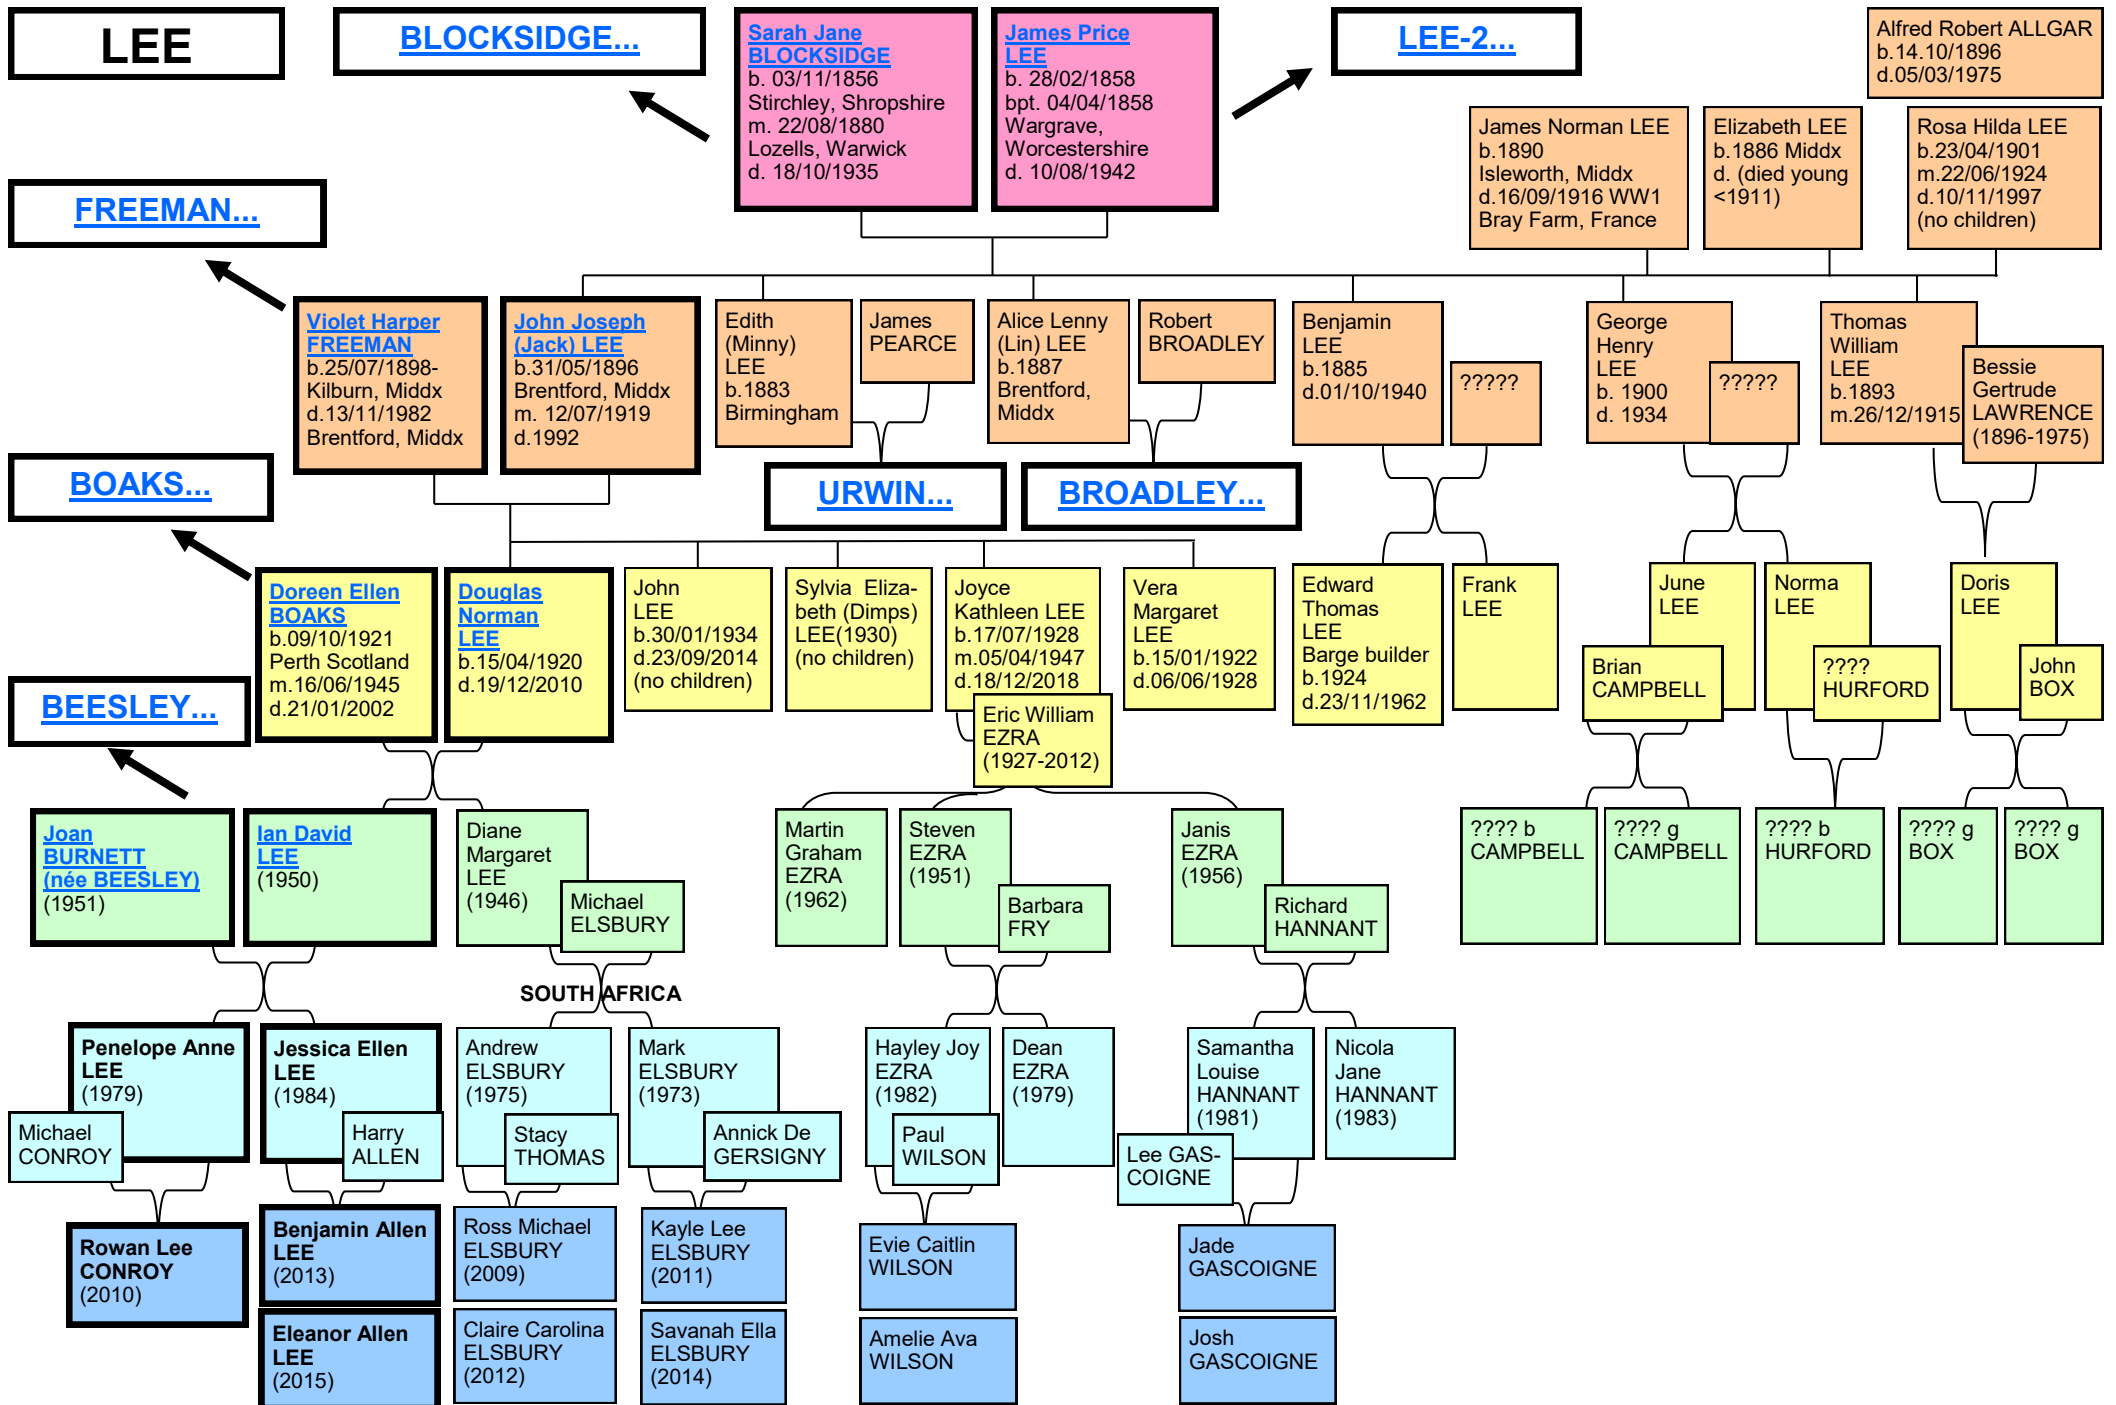 LEE
BLOCKSIDGE...
Sarah Jane
BLOCKSIDGE
b. 03/11/1856
Stirchley, Shropshire
m. 22/08/1880
Lozells, Warwick
d. 18/10/1935
James Price
LEE
b. 28/02/1858
bpt. 04/04/1858
Wargrave,
Worcestershire
d. 10/08/1942
LEE-2...
Alfred Robert ALLGAR
b.14.10/1896
d.05/03/1975
James Norman LEE
b.1890
Isleworth, Middx
d.16/09/1916 WW1
Bray Farm, France
Elizabeth LEE
b.1886 Middx
d. (died young
<1911)
Rosa Hilda LEE
b.23/04/1901
m.22/06/1924
d.10/11/1997
(no children)
FREEMAN...
Violet Harper
FREEMAN
b.25/07/1898-
Kilburn, Middx
d.13/11/1982
Brentford, Middx
John Joseph
(Jack) LEE
b.31/05/1896
Brentford, Middx
m. 12/07/1919
d.1992
Edith
(Minny)
LEE
b.1883
Birmingham
James
PEARCE
Alice Lenny
(Lin) LEE
b.1887
Brentford,
Middx
Robert
BROADLEY
Benjamin
LEE
b.1885
d.01/10/1940
?????
George
Henry
LEE
b. 1900
d. 1934
?????
Thomas
William
LEE
b.1893
m.26/12/1915
Bessie
Gertrude
LAWRENCE
(1896-1975)
BOAKS...
URWIN...
BROADLEY...
Doreen Ellen
BOAKS
b.09/10/1921
Perth Scotland
m.16/06/1945
d.21/01/2002
Douglas
Norman
LEE
b.15/04/1920
d.19/12/2010
John
LEE
b.30/01/1934
d.23/09/2014
(no children)
Sylvia Eliza-
beth (Dimps)
LEE(1930)
(no children)
Joyce
Kathleen LEE
b.17/07/1928
m.05/04/1947
d.18/12/2018
Eric William
EZRA
(1927-2012)
Vera
Margaret
LEE
b.15/01/1922
d.06/06/1928
Edward
Thomas
LEE
Barge builder
b.1924
d.23/11/1962
Frank
LEE
June
LEE
Brian
CAMPBELL
Norma
LEE
????
HURFORD
Doris
LEE
John
BOX
BEESLEY...
Joan
BURNETT
(née BEESLEY)
(1951)
Ian David
LEE
(1950)
Diane
Margaret
LEE
(1946)
Michael
ELSBURY
Martin
Graham
EZRA
(1962)
Steven
EZRA
(1951)
Barbara
FRY
Janis
EZRA
(1956)
Richard
HANNANT
???? b
CAMPBELL
???? g
CAMPBELL
???? b
HURFORD
???? g
BOX
???? g
BOX
SOUTH AFRICA
Penelope Anne
LEE
(1979)
Michael
CONROY
Jessica Ellen
LEE
(1984)
Harry
ALLEN
Andrew
ELSBURY
(1975)
Stacy
THOMAS
Mark
ELSBURY
(1973)
Annick De
GERSIGNY
Hayley Joy
EZRA
(1982)
Paul
WILSON
Dean
EZRA
(1979)
Samantha
Louise
HANNANT
(1981)
Lee GAS-
COIGNE
Nicola
Jane
HANNANT
(1983)
Rowan Lee
CONROY
(2010)
Benjamin Allen
LEE
(2013)
Ross Michael
ELSBURY
(2009)
Kayle Lee
ELSBURY
(2011)
Evie Caitlin
WILSON
Jade
GASCOIGNE
Eleanor Allen
LEE
(2015)
Claire Carolina
ELSBURY
(2012)
Savanah Ella
ELSBURY
(2014)
Amelie Ava
WILSON
Josh
GASCOIGNE